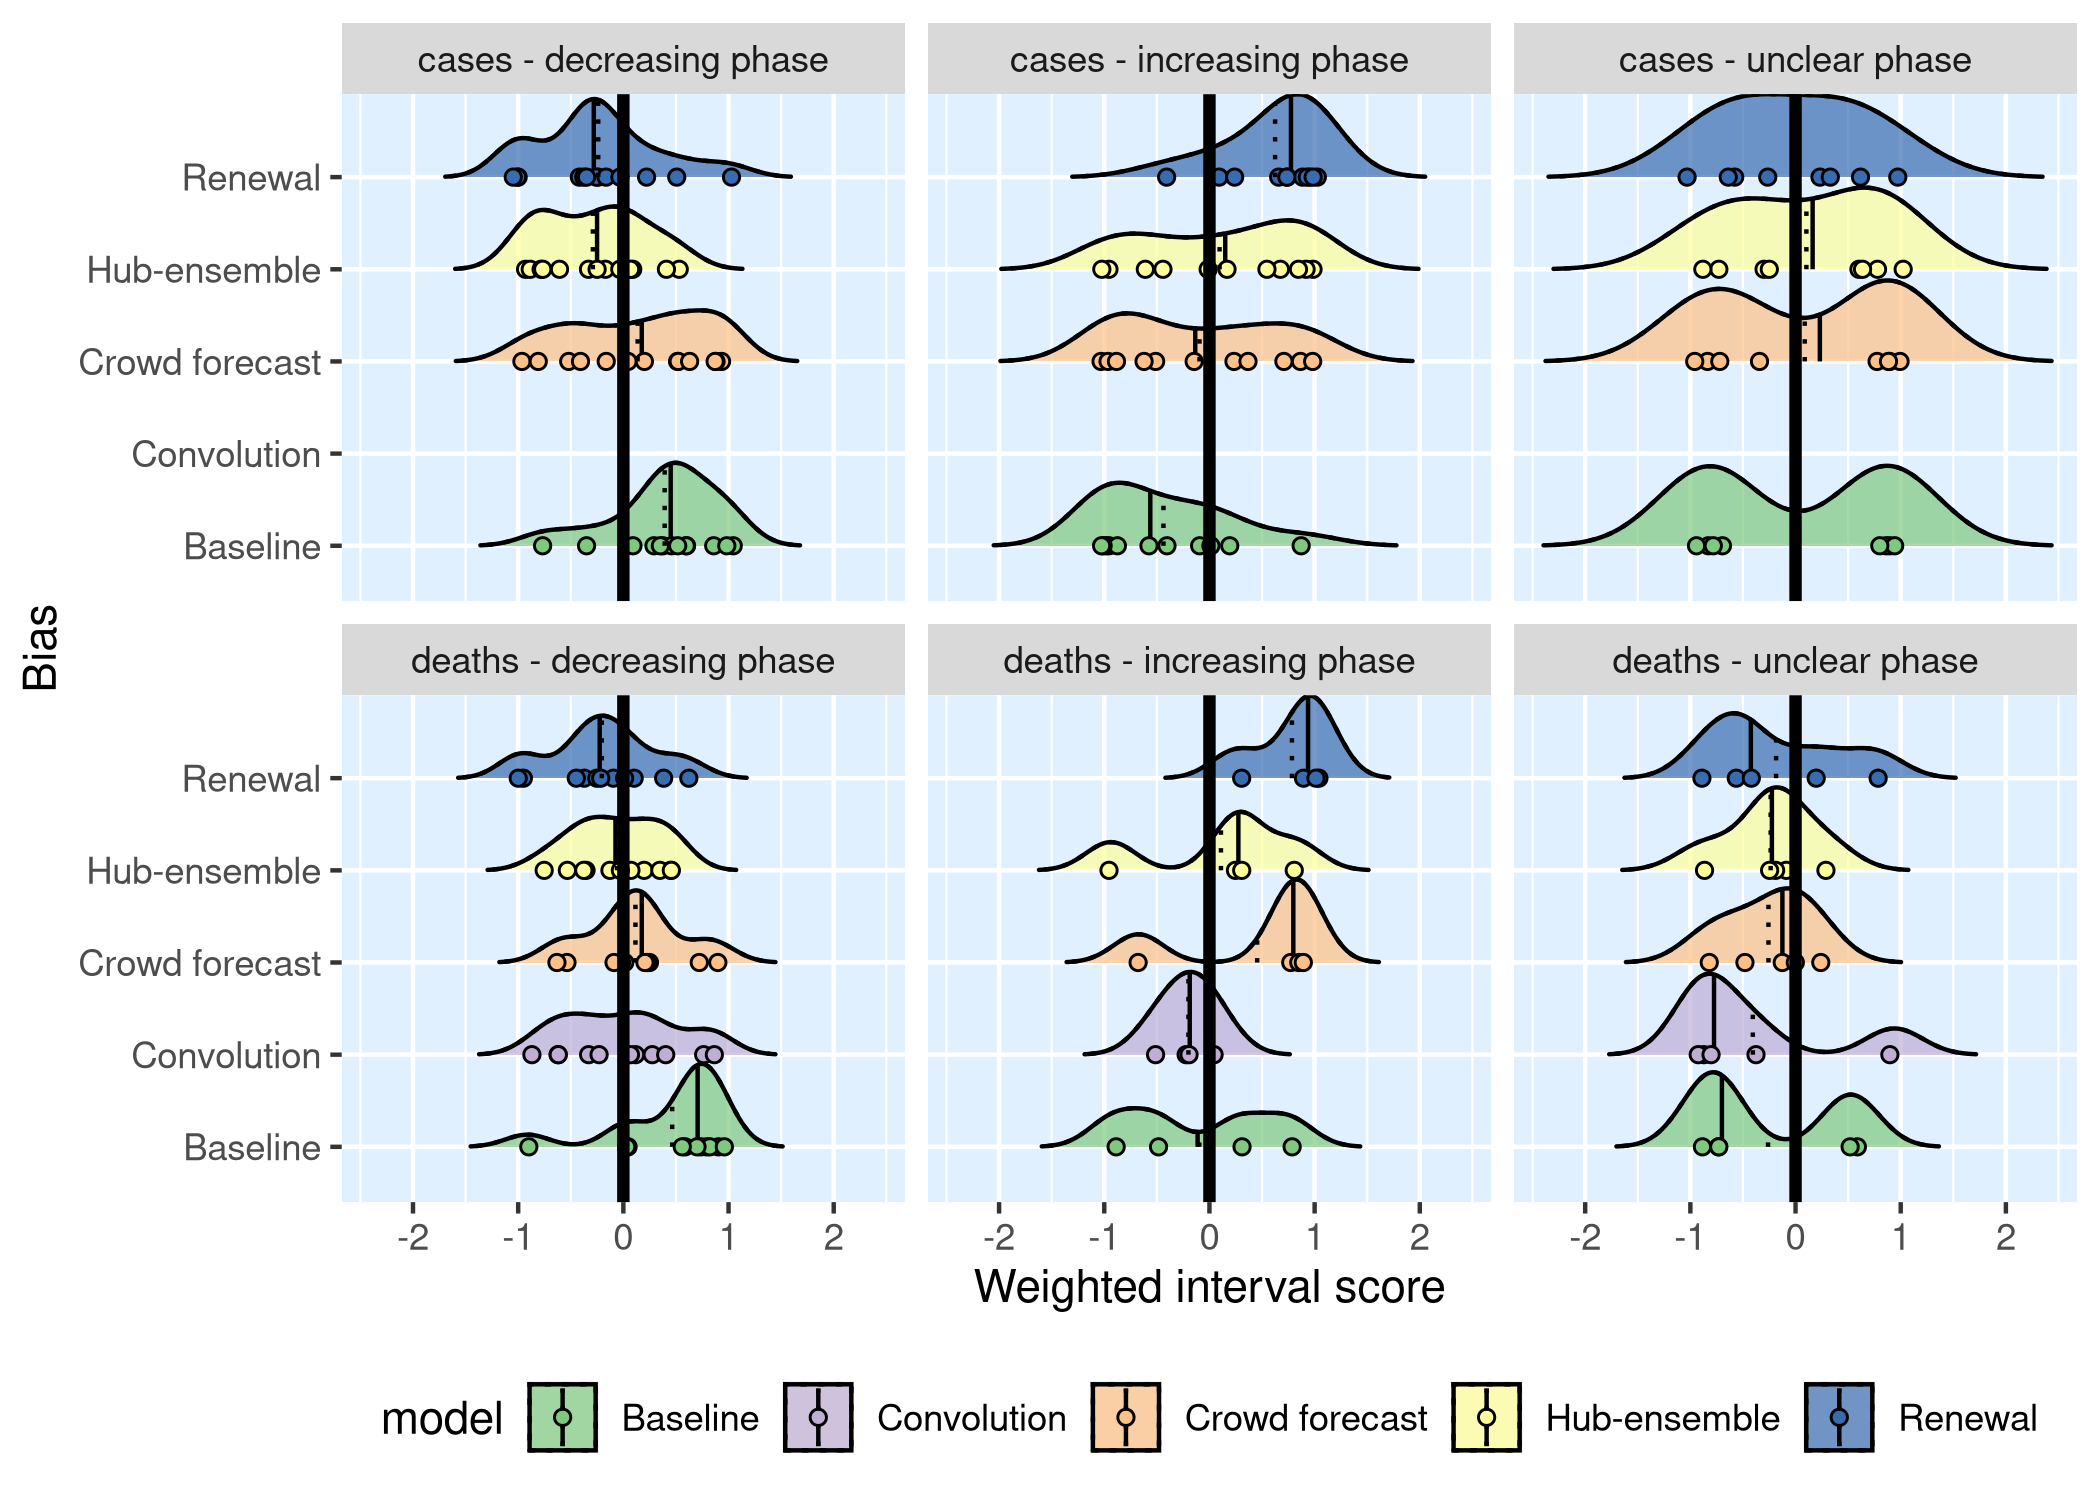 cases - decreasing phase
cases - increasing phase
cases - unclear phase
Renewal
Hub-ensemble
Crowd forecast
Convolution
Baseline
Bias
deaths - decreasing phase
deaths - increasing phase
deaths - unclear phase
Renewal
Hub-ensemble
Crowd forecast
Convolution
Baseline
-2 -1 0 1 2
-2 -1 0 1 2
-2 -1 0 1 2
Weighted interval score
model Baseline Convolution Crowd forecast Hub-ensemble Renewal